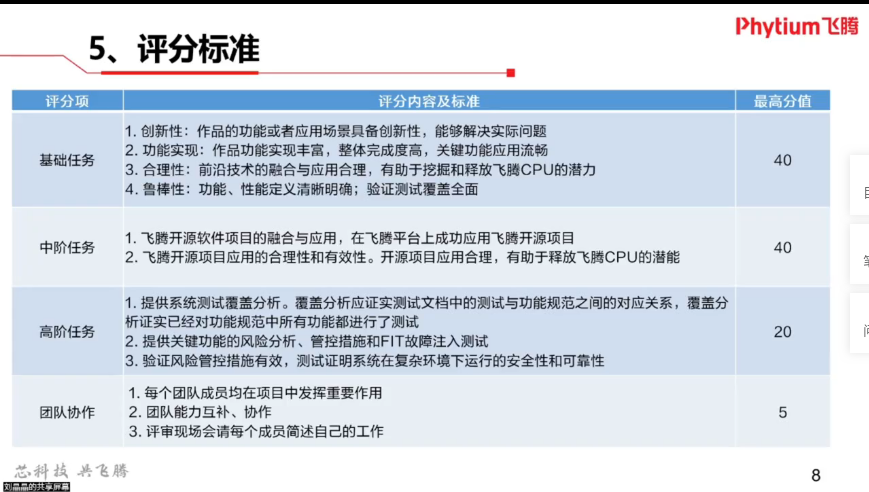 Phytium飞腾
5、评分标准
评分项 评分内容及标准 最高分值
基础任务
1. 创新性：作品的功能或者应用场景具备创新性，能够解决实际问题
2. 功能实现：作品功能实现丰富，整体完成度高，关键功能应用流畅
3. 合理性：前沿技术的融合与应用合理，有助于挖掘和释放飞腾CPU的潜力
4. 鲁棒性：功能、性能定义清晰明确；验证测试覆盖全面
40
中阶任务
1. 飞腾开源软件项目的融合与应用，在飞腾平台上成功应用飞腾开源项目
2. 飞腾开源项目应用的合理性和有效性。开源项目应用合理，有助于释放飞腾CPU的潜能
40
高阶任务
1. 提供系统测试覆盖分析。覆盖分析应证实测试文档中的测试与功能规范之间的对应关系，覆盖分
析证实已经对功能规范中所有功能都进行了测试
2. 提供关键功能的风险分析、管控措施和FIT故障注入测试
3. 验证风险管控措施有效，测试证明系统在复杂环境下运行的安全性和可靠性
20
团队协作
1. 每个团队成员均在项目中发挥重要作用
2. 团队能力互补、协作
3. 评审现场会请每个成员简述自己的工作
5
芯科技 共飞腾
刘晶晶的共享屏幕
8